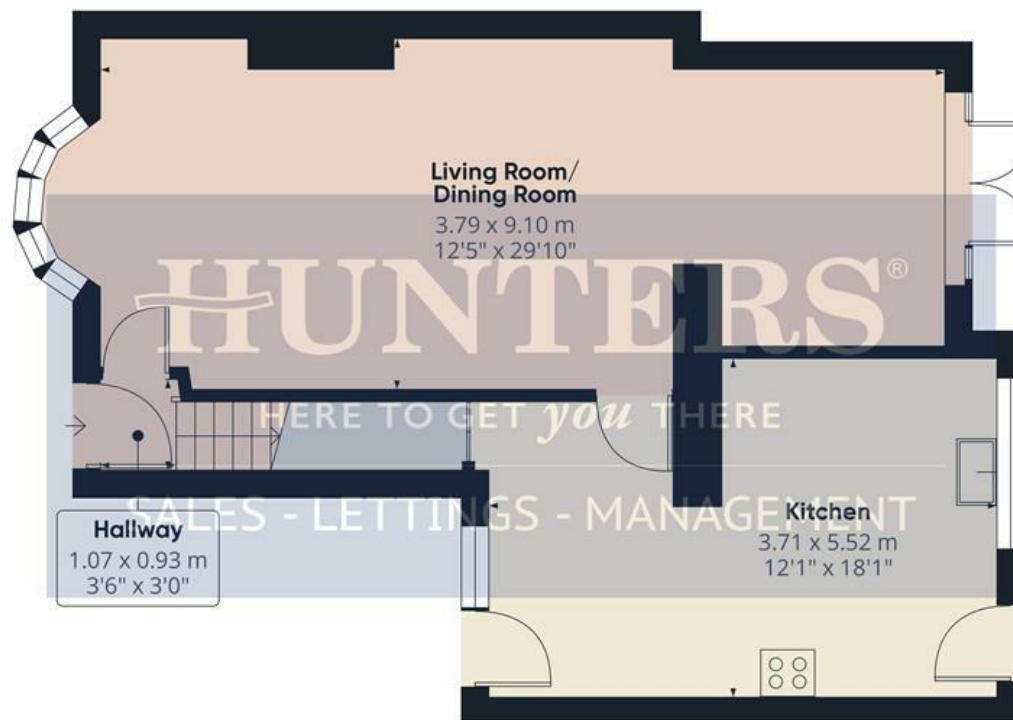 Living Room/
Dining Room
3.79 x 9.10 m
12'5" x 29'10"
HUNTERS®
HERE TO GET you THERE
SALES - LETTINGS - MANAGEMENT
Hallway
1.07 x 0.93 m
3'6" x 3'0"
Kitchen
3.71 x 5.52 m
12'1" x 18'1"